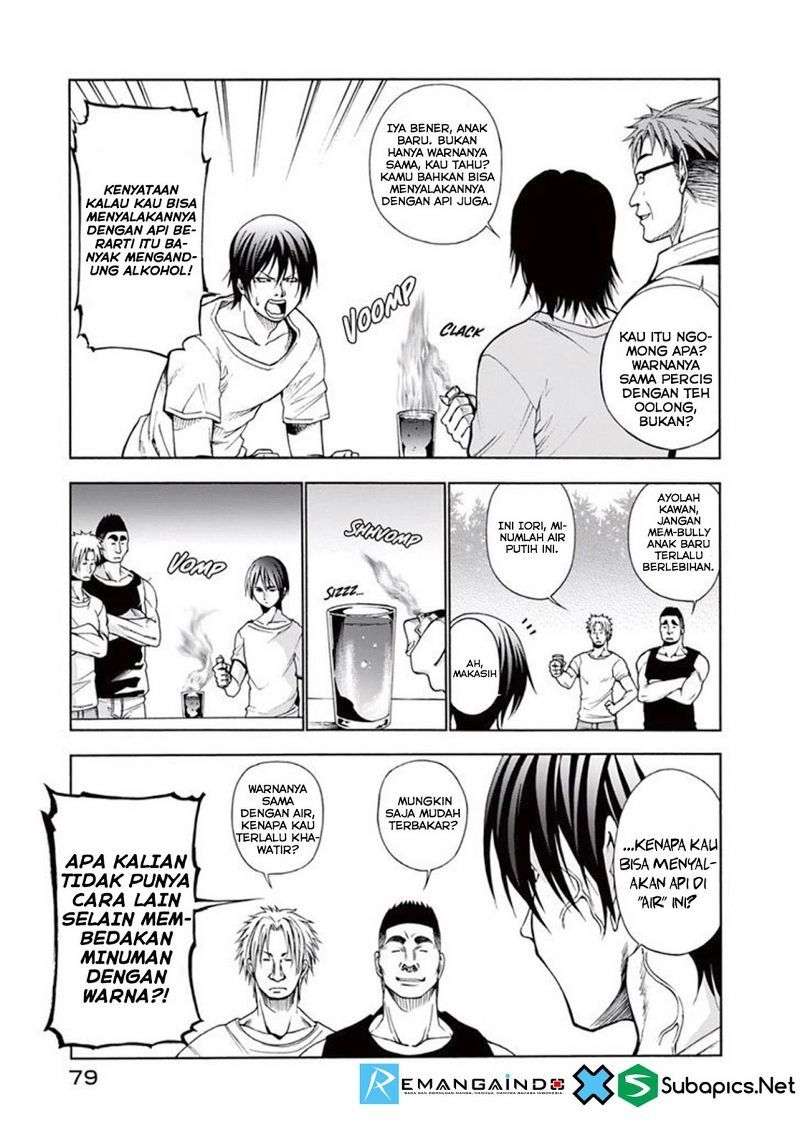 KAU ITU NGO-
MONG APA?
WARNANYA
SAMA PERCIS
DENGAN TEH
OOLONG,
BUKAN?
IYA BENER, ANAK
BARU. BUKAN
HANYA WARNANYA
SAMA, KAU TAHU?
KAMU BAHKAN BISA
MENYALAKANNYA
DENGAN API JUGA.
CLACK
VOOMP
KENYATAAN
KALAU KAU BISA
MENYALAKANNYA
DENGAN API BE-
RARTI ITU BA-
NYAK MENGAND-
UNG ALKOHOL!
AYOLAH
KAWAN,
JANGAN
MEM-BULLY
ANAK BARU
TERLALU
BERLEBIHAN.
INI IORI, MI-
NUMLAH AIR
PUTIH INI.
AH,
MAKASIH
SHHVOMP
SIZZZ...
VOMP
...KENAPA KAU
BISA MENYAL-
AKAN API DI
"AIR" INI?
MUNGKIN
SAJA MUDAH
TERBAKAR?
WARNANYA
SAMA
DENGAN AIR,
KENAPA KAU
TERLALU KHA-
WATIR?
APA KALIAN
TIDAK PUNYA
CARA LAIN
SELAIN MEM-
BEDAKAN
MINUMAN
DENGAN
WARNA?!
79
REMANGAINDO
Subapics.Net